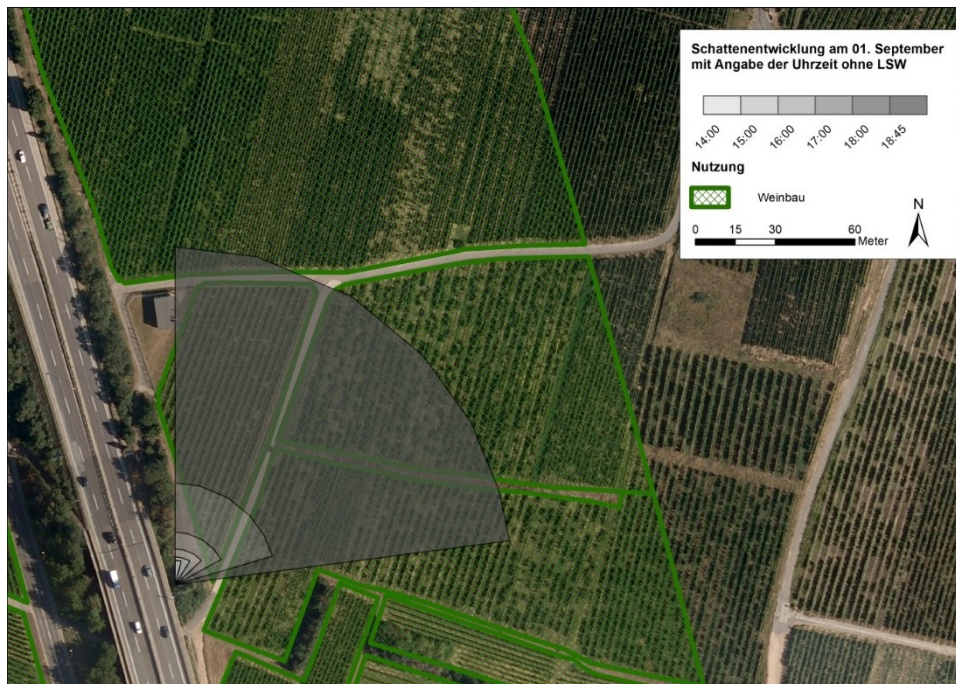 Schattenentwicklung am 01. September
mit Angabe der Uhrzeit ohne LSW
14:00 15:00 16:00 17:00 18:00 18:45
Nutzung
Weinbau
N
0 15 30 60
Meter